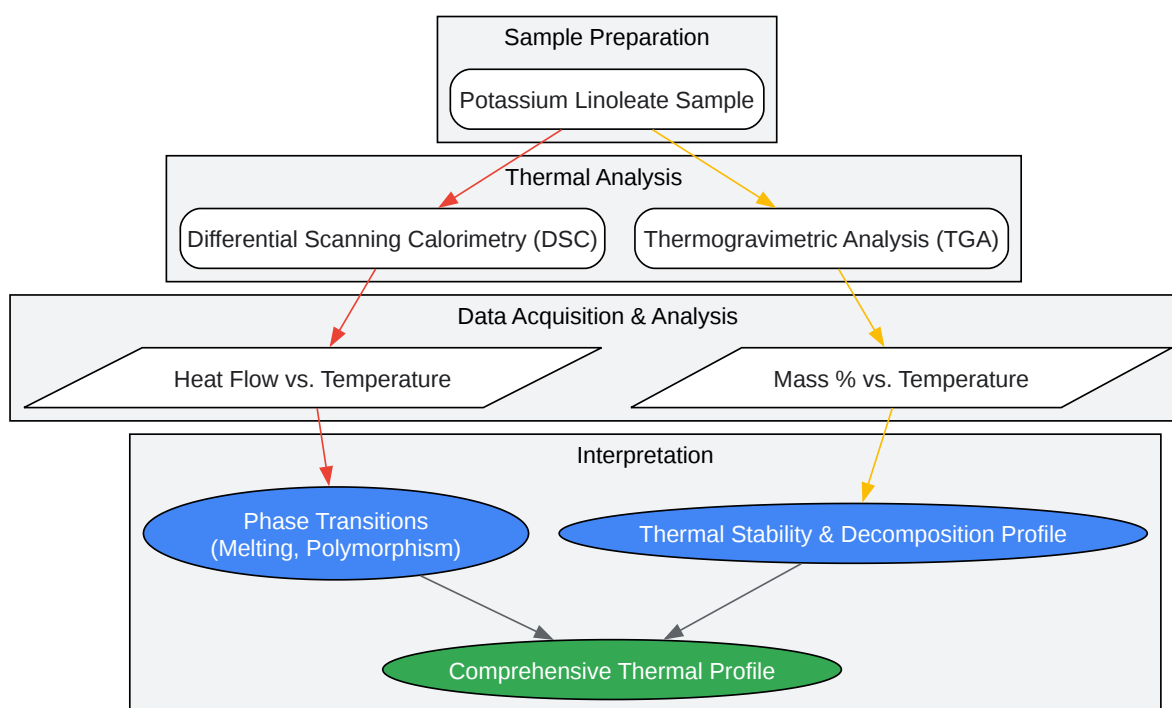 Sample Preparation
Potassium Linoleate Sample
Thermal Analysis
Differential Scanning Calorimetry (DSC)
Thermogravimetric Analysis (TGA)
Data Acquisition & Analysis
Heat Flow vs. Temperature
Mass % vs. Temperature
Interpretation
Phase Transitions
(Melting, Polymorphism)
Thermal Stability & Decomposition Profile
Comprehensive Thermal Profile